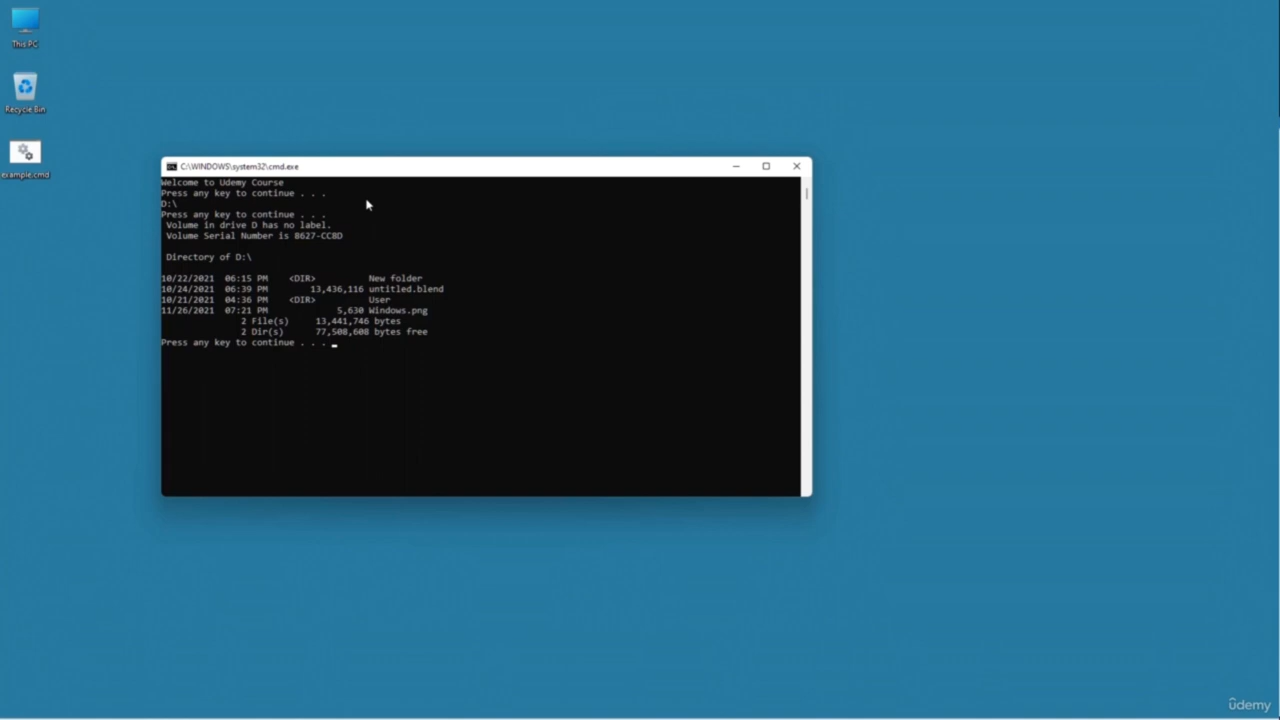 This PC
Recycle Bin
example.cmd
C:\WINDOWS\system32\cmd.exe
Welcome to Udemy Course
Press any key to continue . . .
D:\
Press any key to continue . . .
Volume in drive D has no label.
Volume Serial Number is 8627-CC8D
Directory of D:\
10/22/2021 06:15 PM <DIR> New folder
10/24/2021 06:39 PM 13,436,116 untitled.blend
10/21/2021 04:36 PM <DIR> User
11/26/2021 07:21 PM 5,630 Windows.png
2 File(s) 13,441,746 bytes
2 Dir(s) 77,508,608 bytes free
Press any key to continue . . .
udemy